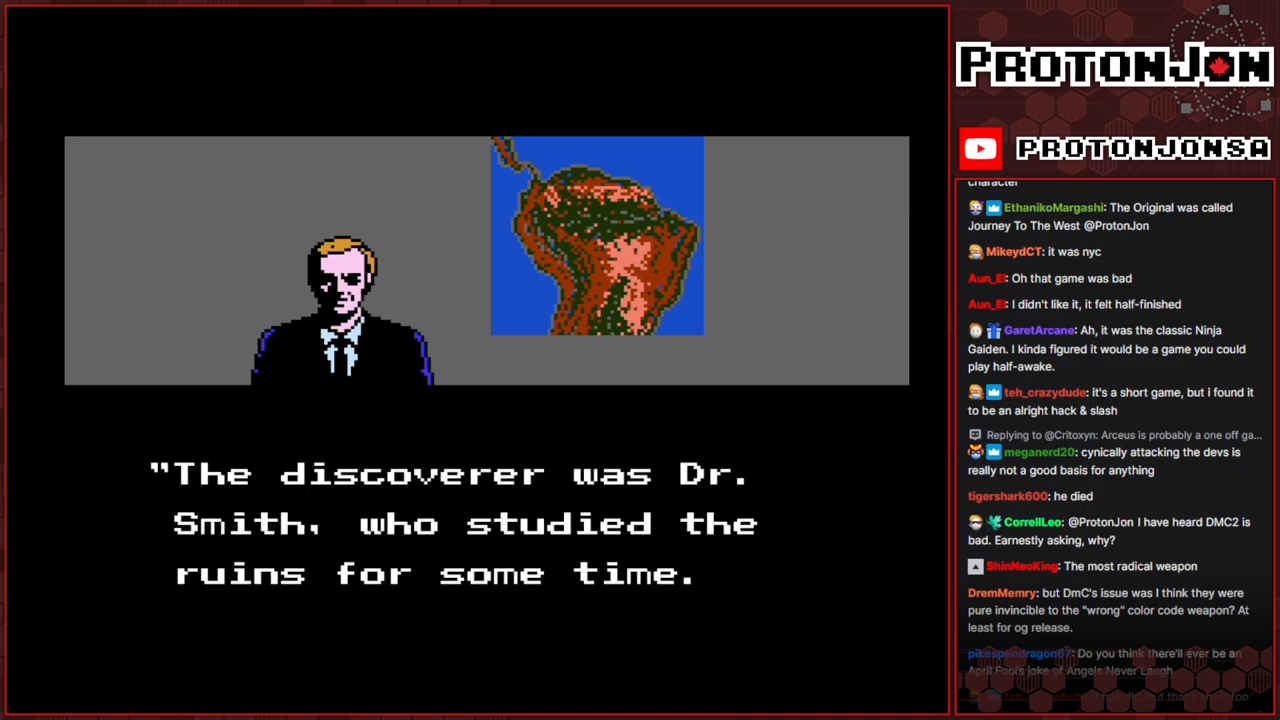 PROTONJON
PROTONJONSA
character
EthanikoMargashi: The Original was called
Journey To The West @ProtonJon
MikeydCT: it was nyc
Aun_El: Oh that game was bad
Aun_El: I didn't like it, it felt half-finished
GaretArcane: Ah, it was the classic Ninja
Gaiden. I kinda figured it would be a game you could
play half-awake.
teh_crazydude: it's a short game, but i found it
to be an alright hack & slash
Replying to @Critoxyn: Arceus is probably a one off ga...
meganerd20: cynically attacking the devs is
really not a good basis for anything
tigershark600: he died
CorrellLeo: @ProtonJon I have heard DMC2 is
bad. Earnestly asking, why?
ShinNeoKing: The most radical weapon
DremMemry: but DmC's issue was I think they were
pure invincible to the "wrong" color code weapon? At
least for og release.
Do you think there'll ever be an
April Fool's joke of Angels Never Laugh
"The discoverer was Dr.
Smith, who studied the
ruins for some time.